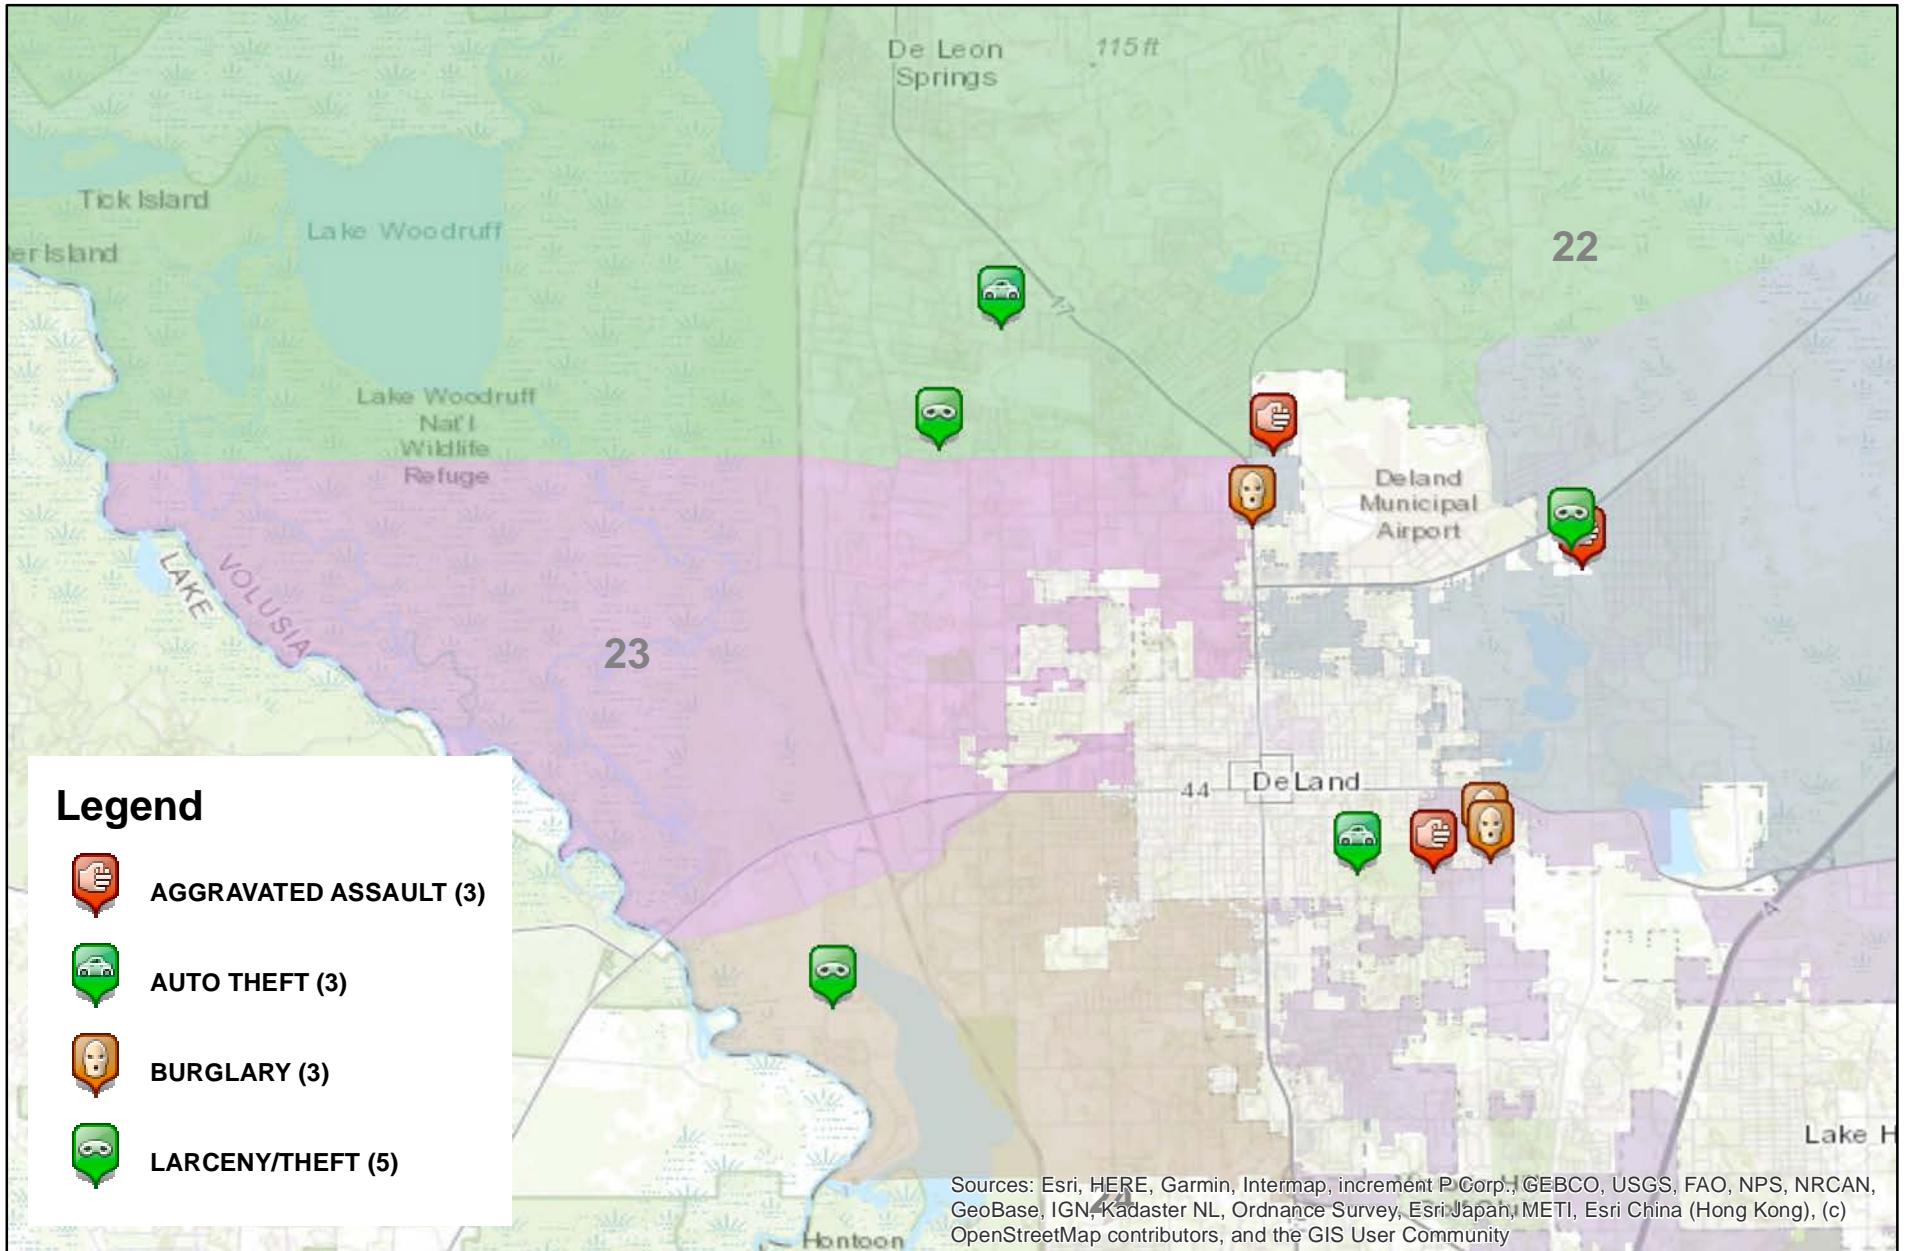 De Leon
Springs
115 ft
22
Tick Island
Lake Woodruff
er Island
17
Lake Woodruff
Nat'l
Wildlife
Refuge
Deland
Municipal
Airport
LAKE
VOLUSIA
23
44
DeLand
4
Legend
AGGRAVATED ASSAULT (3)
AUTO THEFT (3)
BURGLARY (3)
LARCENY/THEFT (5)
Lake H
24
Sources: Esri, HERE, Garmin, Intermap, increment P Corp., GEBCO, USGS, FAO, NPS, NRCAN,
GeoBase, IGN, Kadaster NL, Ordnance Survey, Esri Japan, METI, Esri China (Hong Kong), (c)
OpenStreetMap contributors, and the GIS User Community
Hontoon